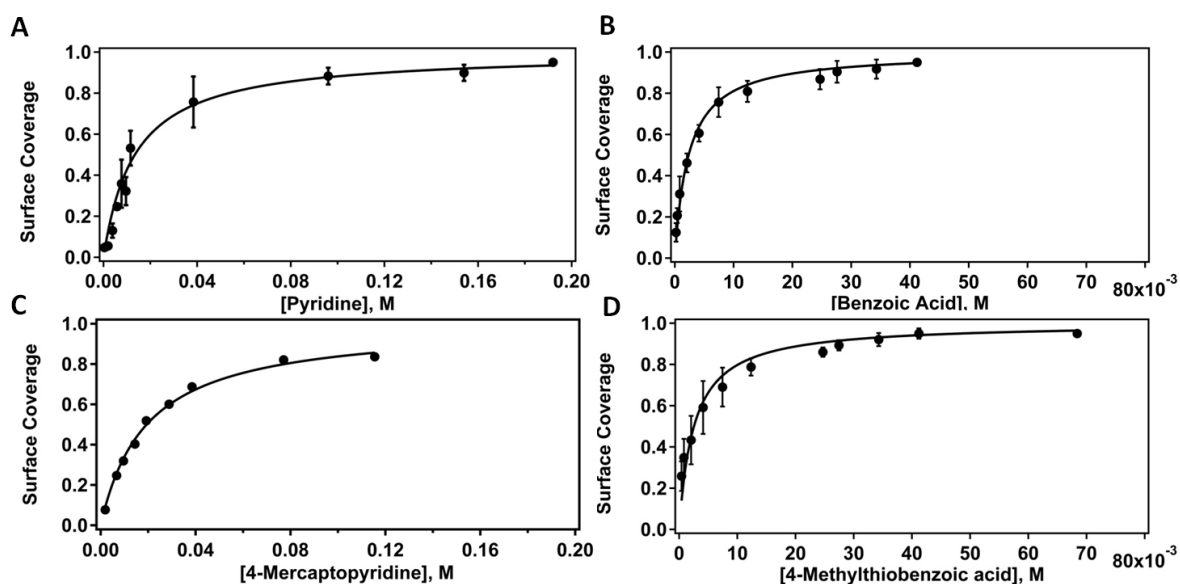 A
Surface Coverage
1.0
0.8
0.6
0.4
0.2
0.0
0.00 0.04 0.08 0.12 0.16 0.20
[Pyridine], M
B
Surface Coverage
1.0
0.8
0.6
0.4
0.2
0.0
0 10 20 30 40 50 60 70 80x10-3
[Benzoic Acid], M
C
Surface Coverage
1.0
0.8
0.6
0.4
0.2
0.0
0.00 0.04 0.08 0.12 0.16 0.20
[4-Mercaptopyridine], M
D
Surface Coverage
1.0
0.8
0.6
0.4
0.2
0.0
0 10 20 30 40 50 60 70 80x10-3
[4-Methylthiobenzoic acid], M